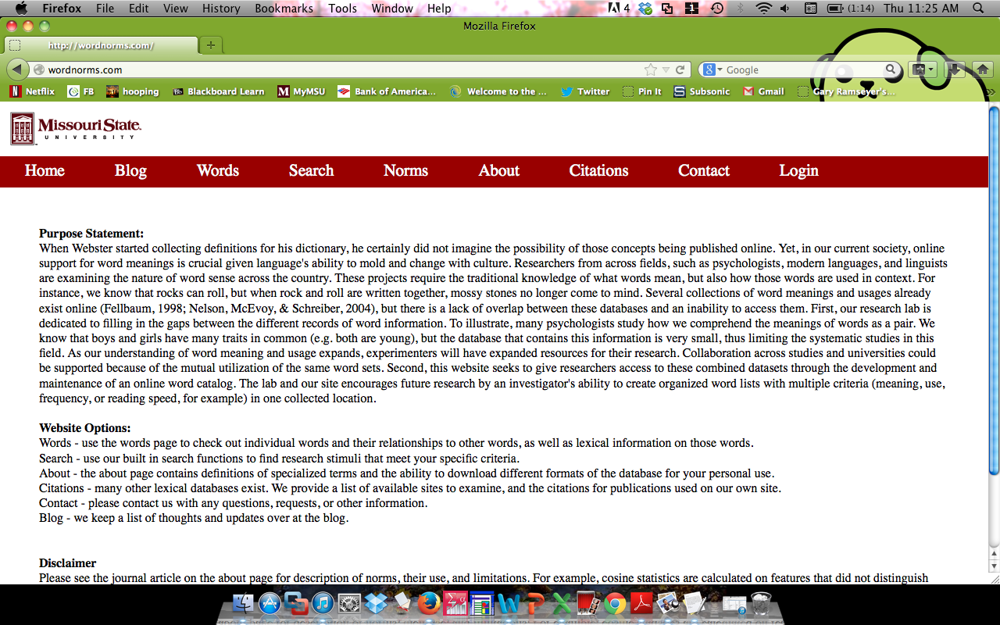 Firefox File Edit View History Bookmarks Tools Window Help 4 1 (1:14) Thu 11:25 AM
Mozilla Firefox
http://wordnorms.com/
wordnorms.com Google
Netflix FB hooping Blackboard Learn MyMSU Bank of America... Welcome to the ... Twitter Pin It Subsonic Gmail Gary Ramseyer's...
Missouri State.
UNIVERSITY
Home Blog Words Search Norms About Citations Contact Login
Purpose Statement:
When Webster started collecting definitions for his dictionary, he certainly did not imagine the possibility of those concepts being published online. Yet, in our current society, online
support for word meanings is crucial given language's ability to mold and change with culture. Researchers from across fields, such as psychologists, modern languages, and linguists
are examining the nature of word sense across the country. These projects require the traditional knowledge of what words mean, but also how those words are used in context. For
instance, we know that rocks can roll, but when rock and roll are written together, mossy stones no longer come to mind. Several collections of word meanings and usages already
exist online (Fellbaum, 1998; Nelson, McEvoy, & Schreiber, 2004), but there is a lack of overlap between these databases and an inability to access them. First, our research lab is
dedicated to filling in the gaps between the different records of word information. To illustrate, many psychologists study how we comprehend the meanings of words as a pair. We
know that boys and girls have many traits in common (e.g. both are young), but the database that contains this information is very small, thus limiting the systematic studies in this
field. As our understanding of word meaning and usage expands, experimenters will have expanded resources for their research. Collaboration across studies and universities could
be supported because of the mutual utilization of the same word sets. Second, this website seeks to give researchers access to these combined datasets through the development and
maintenance of an online word catalog. The lab and our site encourages future research by an investigator's ability to create organized word lists with multiple criteria (meaning, use,
frequency, or reading speed, for example) in one collected location.
Website Options:
Words - use the words page to check out individual words and their relationships to other words, as well as lexical information on those words.
Search - use our built in search functions to find research stimuli that meet your specific criteria.
About - the about page contains definitions of specialized terms and the ability to download different formats of the database for your personal use.
Citations - many other lexical databases exist. We provide a list of available sites to examine, and the citations for publications used on our own site.
Contact - please contact us with any questions, requests, or other information.
Blog - we keep a list of thoughts and updates over at the blog.
Disclaimer
Please see the journal article on the about page for description of norms, their use, and limitations. For example, cosine statistics are calculated on features that did not distinguish